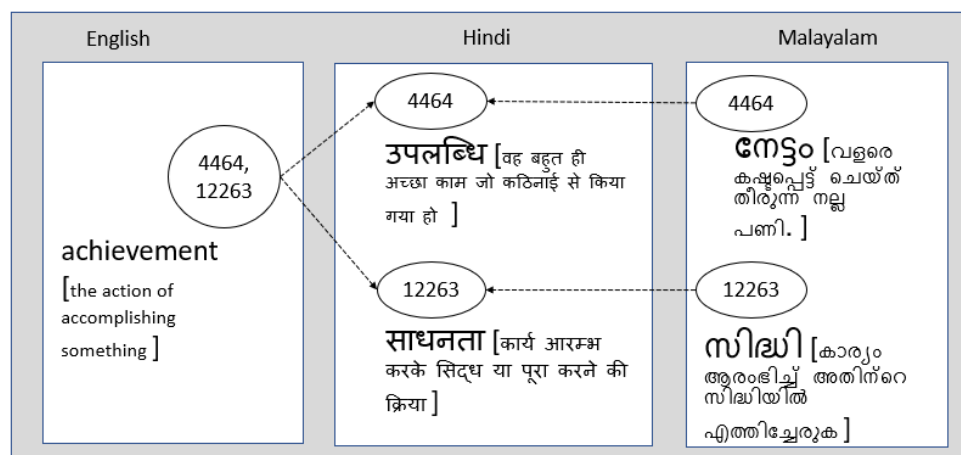 English
Hindi
Malayalam
4464,
12263
achievement
[the action of
accomplishing
something ]
4464
उपलब्धि [वह बहुत ही
अच्छा काम जो कठिनाई से किया
गया हो ]
12263
साधनता [कार्य आरम्भ
करके सिद्ध या पूरा करने की
क्रिया ]
4464
നേട്ടം [വളരെ
കഷ്ടപ്പെട്ട് ചെയ്ത്
തീരുന്ന നല്ല
പണി. ]
12263
സിദ്ധി [കാര്യം
ആരംഭിച്ച് അതിന്റെ
സിദ്ധിയിൽ
എത്തിച്ചേരുക ]